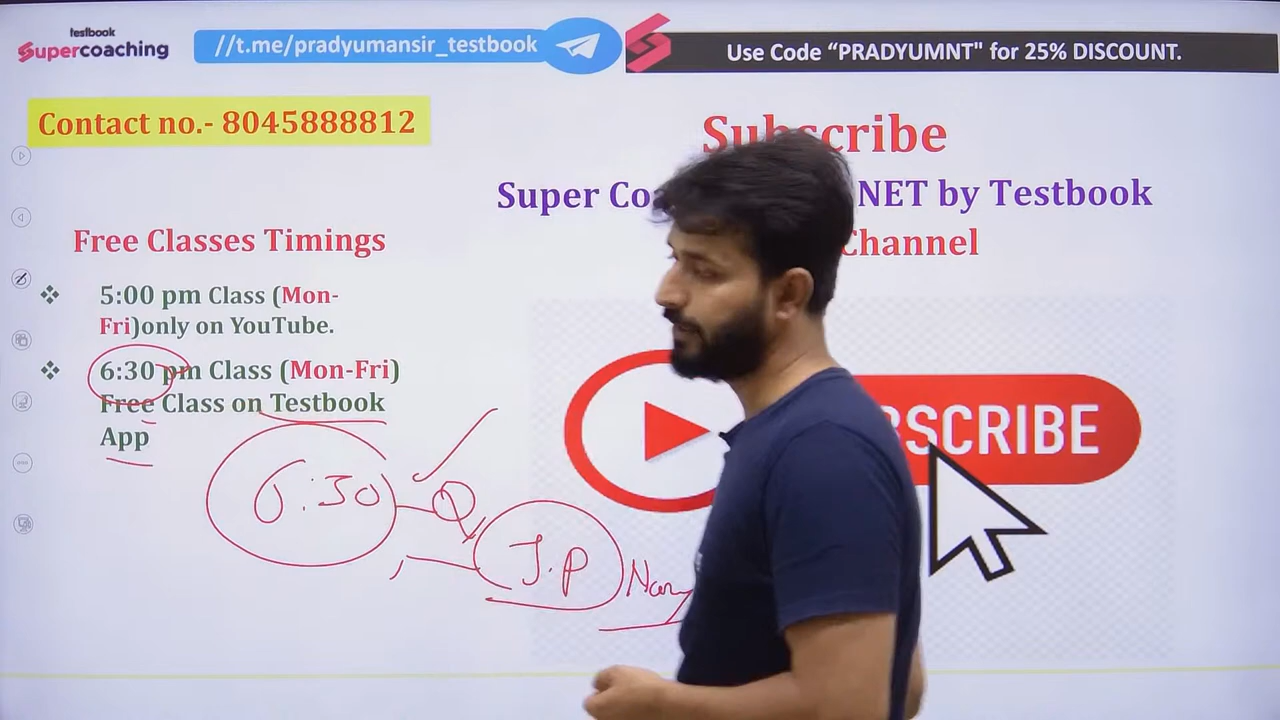 testbook
Supercoaching
//t.me/pradyumansir_testbook
Use Code “PRADYUMNT" for 25% DISCOUNT.
Contact no.- 8045888812
Subscribe
Super NET by Testbook
Channel
Free Classes Timings
5:00 pm Class (Mon-
Fri)only on YouTube.
6:30 pm Class (Mon-Fri)
Free Class on Testbook
App
SCRIBE
6:30
Q
J.P